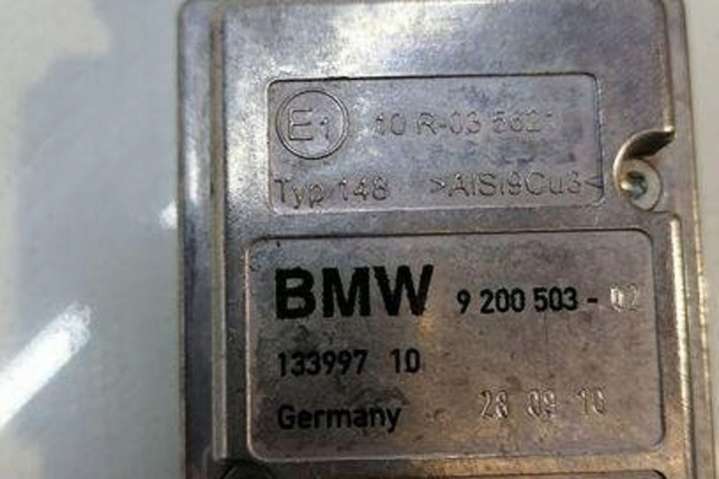 E1 10 R-03 5621
Typ 148 >AlSi9Cu3<
BMW 9 200 503 - 02
133997 10
Germany 28 09 10